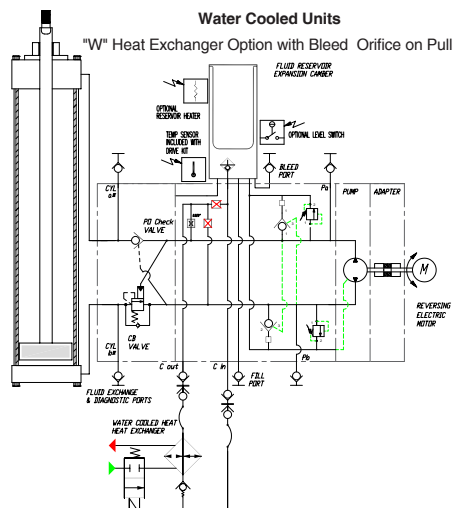 Water Cooled Units
"W" Heat Exchanger Option with Bleed Orifice on Pull
FLUID RESERVOIR
EXPANSION CAMBER
OPTIONAL
RESERVOIR HEATER
OPTIONAL LEVEL SWITCH
TEMP SENSOR
INCLUDED WITH
DRIVE KIT
BLEED
PORT
CYL
a#
Pa
PUMP
ADAPTER
PO Check
VALVE
M
REVERSING
ELECTRIC
MOTOR
CB
VALVE
CYL
b#
C out
C in
Pb
FLUID EXCHANGE
& DIAGNOSTIC PORTS
FILL
PORT
WATER COOLED HEAT
HEAT EXCHANGER